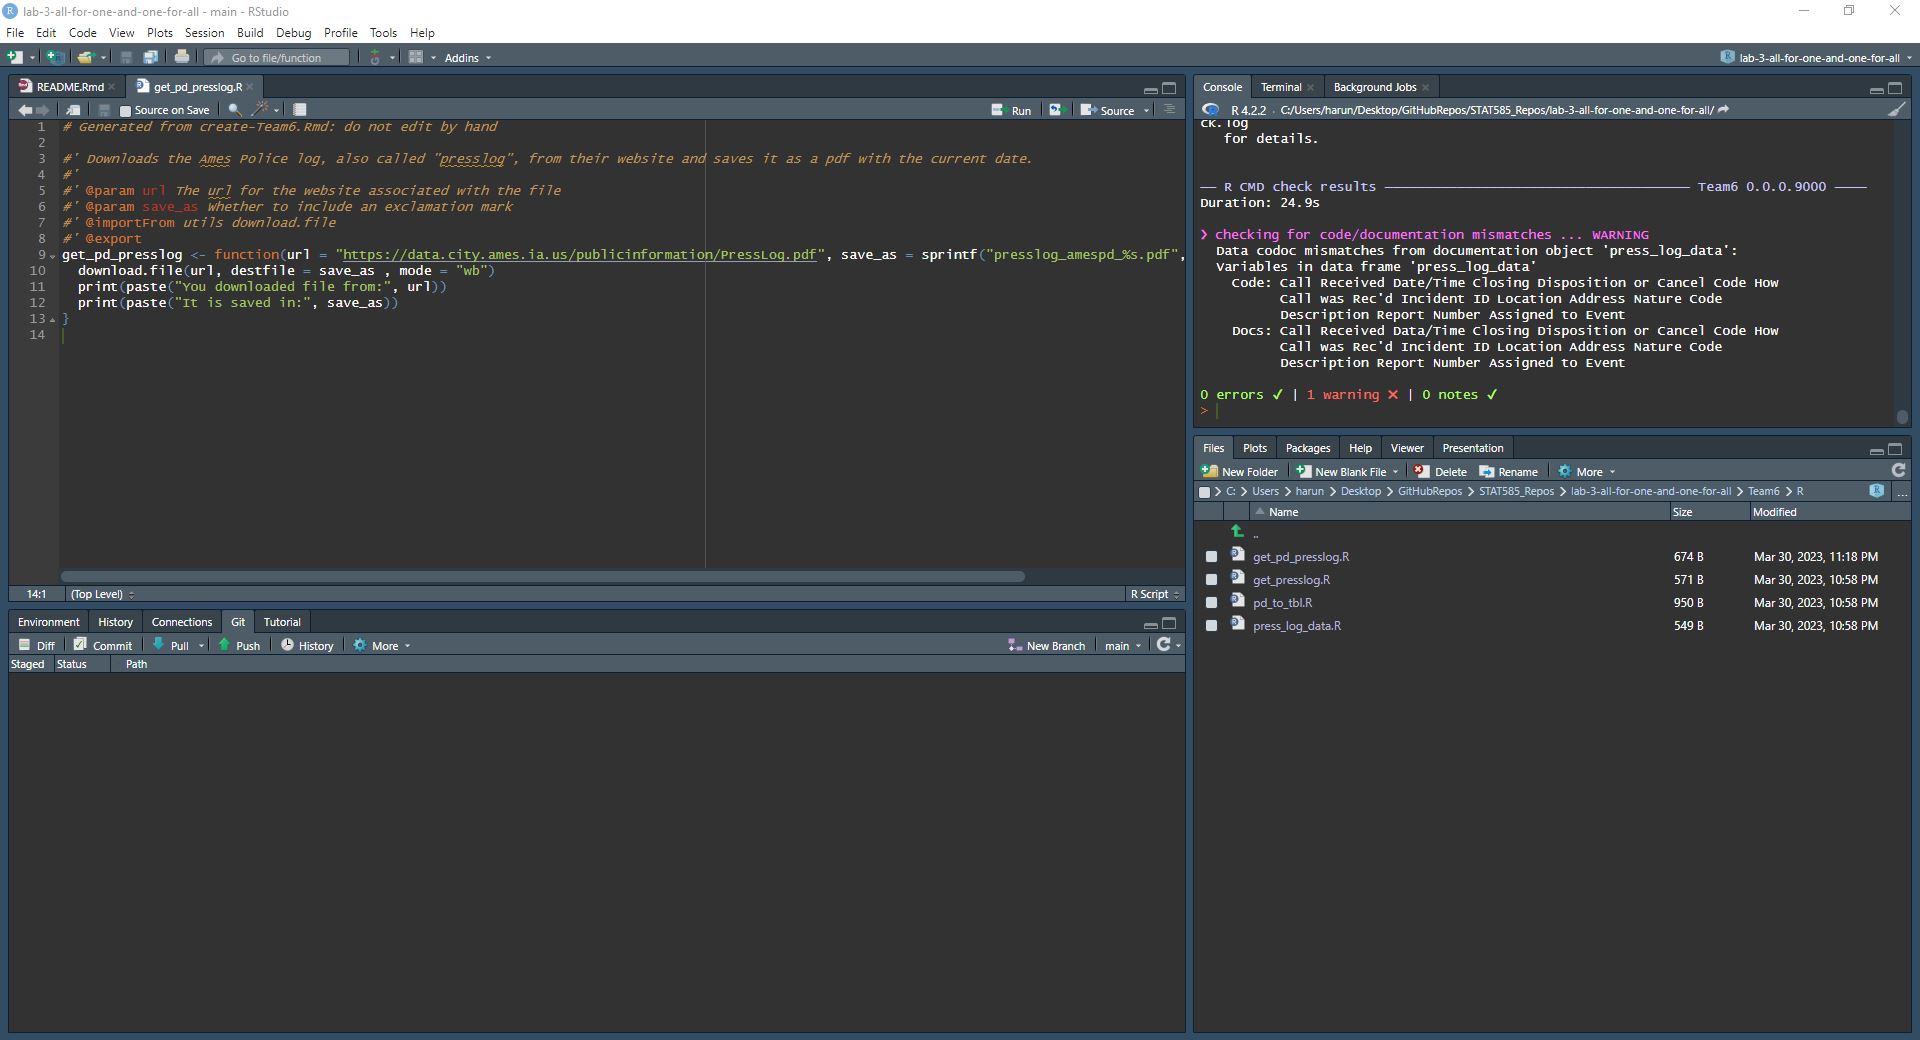 lab-3-all-for-one-and-one-for-all - main - RStudio
File Edit Code View Plots Session Build Debug Profile Tools Help
Go to file/function Addins lab-3-all-for-one-and-one-for-all
README.Rmd get_pd_presslog.R
Source on Save Run Source
1 # Generated from create-Team6.Rmd: do not edit by hand
2
3 #' Downloads the Ames Police log, also called "presslog", from their website and saves it as a pdf with the current date.
4 #'
5 #' @param url The url for the website associated with the file
6 #' @param save_as Whether to include an exclamation mark
7 #' @importFrom utils download.file
8 #' @export
9 get_pd_presslog <- function(url = "https://data.city.ames.ia.us/publicinformation/PressLog.pdf", save_as = sprintf("presslog_amespd_%s.pdf",
10 download.file(url, destfile = save_as , mode = "wb")
11 print(paste("You downloaded file from:", url))
12 print(paste("It is saved in:", save_as))
13 }
14
14:1 (Top Level) R Script
Environment History Connections Git Tutorial
Diff Commit Pull Push History More New Branch main
Staged Status Path
Console Terminal Background Jobs
R 4.2.2 · C:/Users/harun/Desktop/GitHubRepos/STAT585_Repos/lab-3-all-for-one-and-one-for-all/
ck.log
for details.
── R CMD check results ────────────────────────────────────── Team6 0.0.0.9000 ────
Duration: 24.9s
❯ checking for code/documentation mismatches ... WARNING
Data codoc mismatches from documentation object 'press_log_data':
Variables in data frame 'press_log_data'
Code: Call Received Date/Time Closing Disposition or Cancel Code How
Call was Rec'd Incident ID Location Address Nature Code
Description Report Number Assigned to Event
Docs: Call Received Data/Time Closing Disposition or Cancel Code How
Call was Rec'd Incident ID Location Address Nature Code
Description Report Number Assigned to Event
0 errors ✔ | 1 warning ✖ | 0 notes ✔
>
Files Plots Packages Help Viewer Presentation
New Folder New Blank File Delete Rename More
C: > Users > harun > Desktop > GitHubRepos > STAT585_Repos > lab-3-all-for-one-and-one-for-all > Team6 > R ...
Name Size Modified
..
get_pd_presslog.R 674 B Mar 30, 2023, 11:18 PM
get_presslog.R 571 B Mar 30, 2023, 10:58 PM
pd_to_tbl.R 950 B Mar 30, 2023, 10:58 PM
press_log_data.R 549 B Mar 30, 2023, 10:58 PM